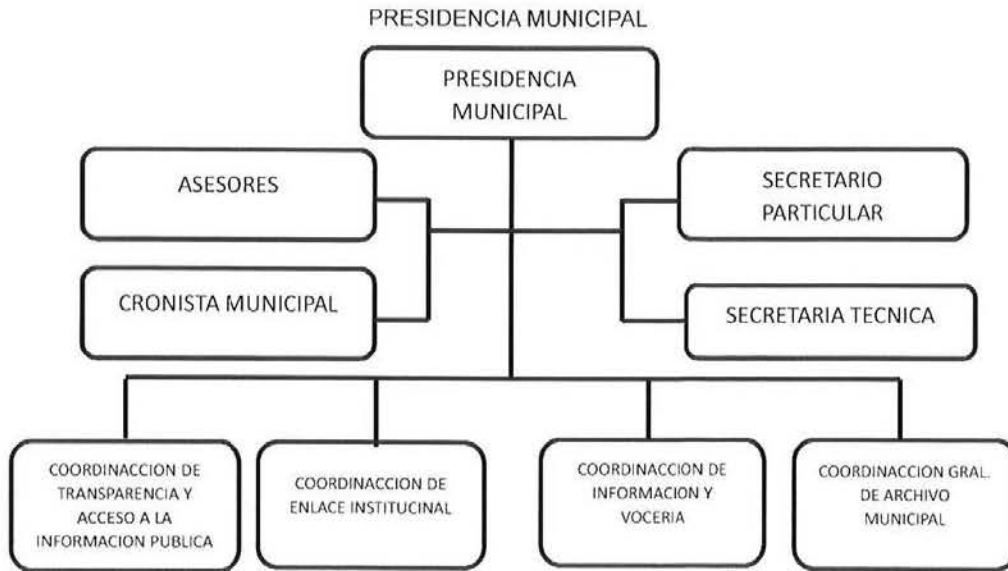 PRESIDENCIA MUNICIPAL
PRESIDENCIA
MUNICIPAL
ASESORES
SECRETARIO
PARTICULAR
CRONISTA MUNICIPAL
SECRETARIA TECNICA
COORDINACCION DE
TRANSPARENCIA Y
ACCESO A LA
INFORMACION PUBLICA
COORDINACCION DE
ENLACE INSTITUCINAL
COORDINACCION DE
INFORMACION Y
VOCERIA
COORDINACCION GRAL.
DE ARCHIVO
MUNICIPAL